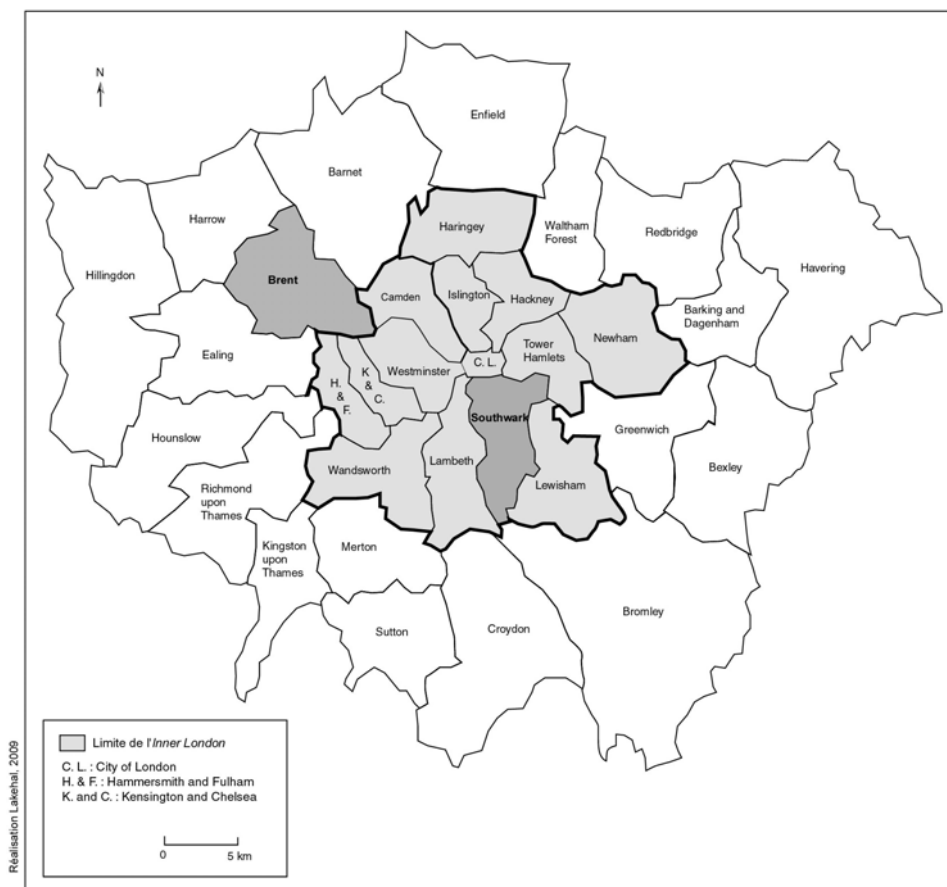 N
Enfield
Barnet
Haringey
Waltham
Forest
Redbridge
Harrow
Havering
Hillingdon
Brent
Camden
Islington
Hackney
Barking and
Dagenham
Newham
Ealing
Tower
Hamlets
C. L.
Westminster
K
&
C.
H.
&
F.
Southwark
Greenwich
Hounslow
Bexley
Wandsworth
Lambeth
Lewisham
Richmond
upon
Thames
Kingston
upon
Thames
Merton
Bromley
Sutton
Croydon
Limite de l'Inner London
C. L. : City of London
H. & F. : Hammersmith and Fulham
K. and C. : Kensington and Chelsea
0 5 km
Réalisation Lakehal, 2009